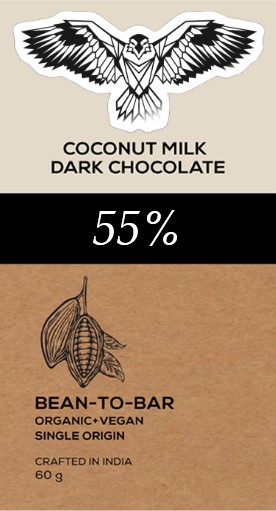 COCONUT MILK
DARK CHOCOLATE
55%
BEAN-TO-BAR
ORGANIC+VEGAN
SINGLE ORIGIN
CRAFTED IN INDIA
60 g